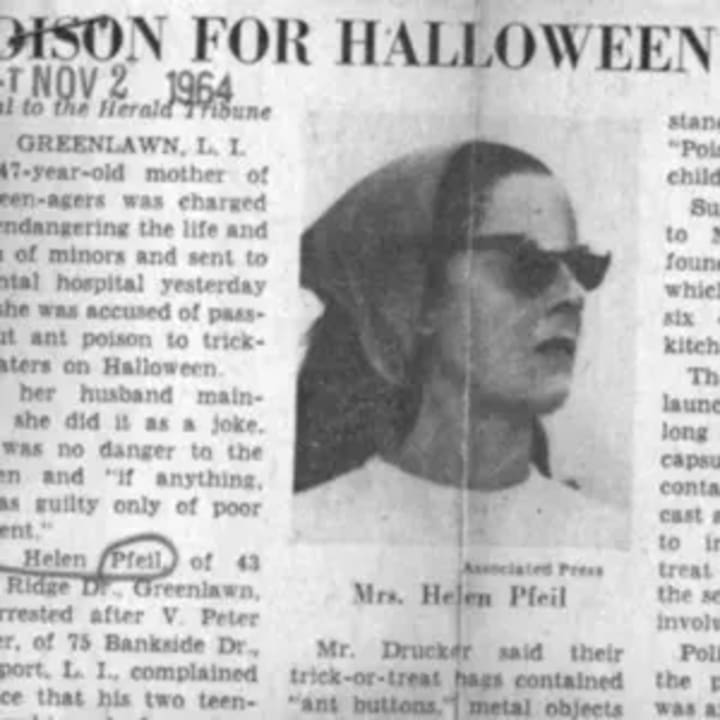 OISON FOR HALLOWEEN
T NOV 2 1964
al to the Herald Tribune
GREENLAWN, L. I.
47-year-old mother of
een-agers was charged
endangering the life and
of minors and sent to
ntal hospital yesterday
she was accused of pass-
ut ant poison to trick-
aters on Halloween.
her husband main-
she did it as a joke.
was no danger to the
en and "if anything,
as guilty only of poor
ent."
Helen Pfeil, of 43
Ridge Dr., Greenlawn,
rrested after V. Peter
er, of 75 Bankside Dr.,
port, L. I., complained
ce that his two teen-
Associated Press
Mrs. Helen Pfeil
Mr. Drucker said their
trick-or-treat bags contained
"ant buttons," metal objects
stand
"Pois
child
Su
to
foun
which
six
kitch
Th
launc
long
capsu
conta
cast a
to in
treat
the se
involv
Poli
the p
was a